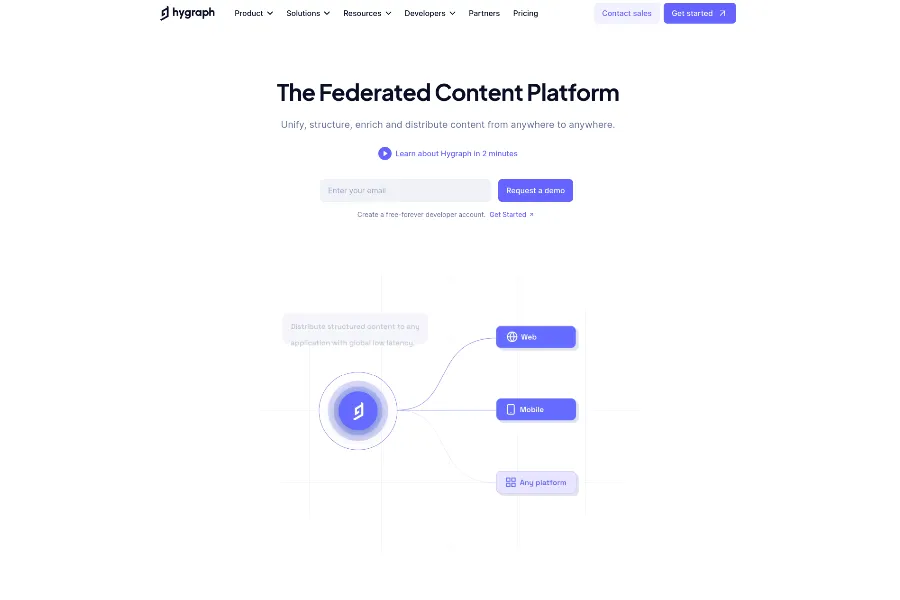 hygraph
Product Solutions Resources Developers Partners Pricing
Contact sales
Get started
The Federated Content Platform
Unify, structure, enrich and distribute content from anywhere to anywhere.
Learn about Hygraph in 2 minutes
Enter your email
Request a demo
Create a free-forever developer account. Get Started
Distribute structured content to any
application with global low latency
Web
Mobile
Any platform